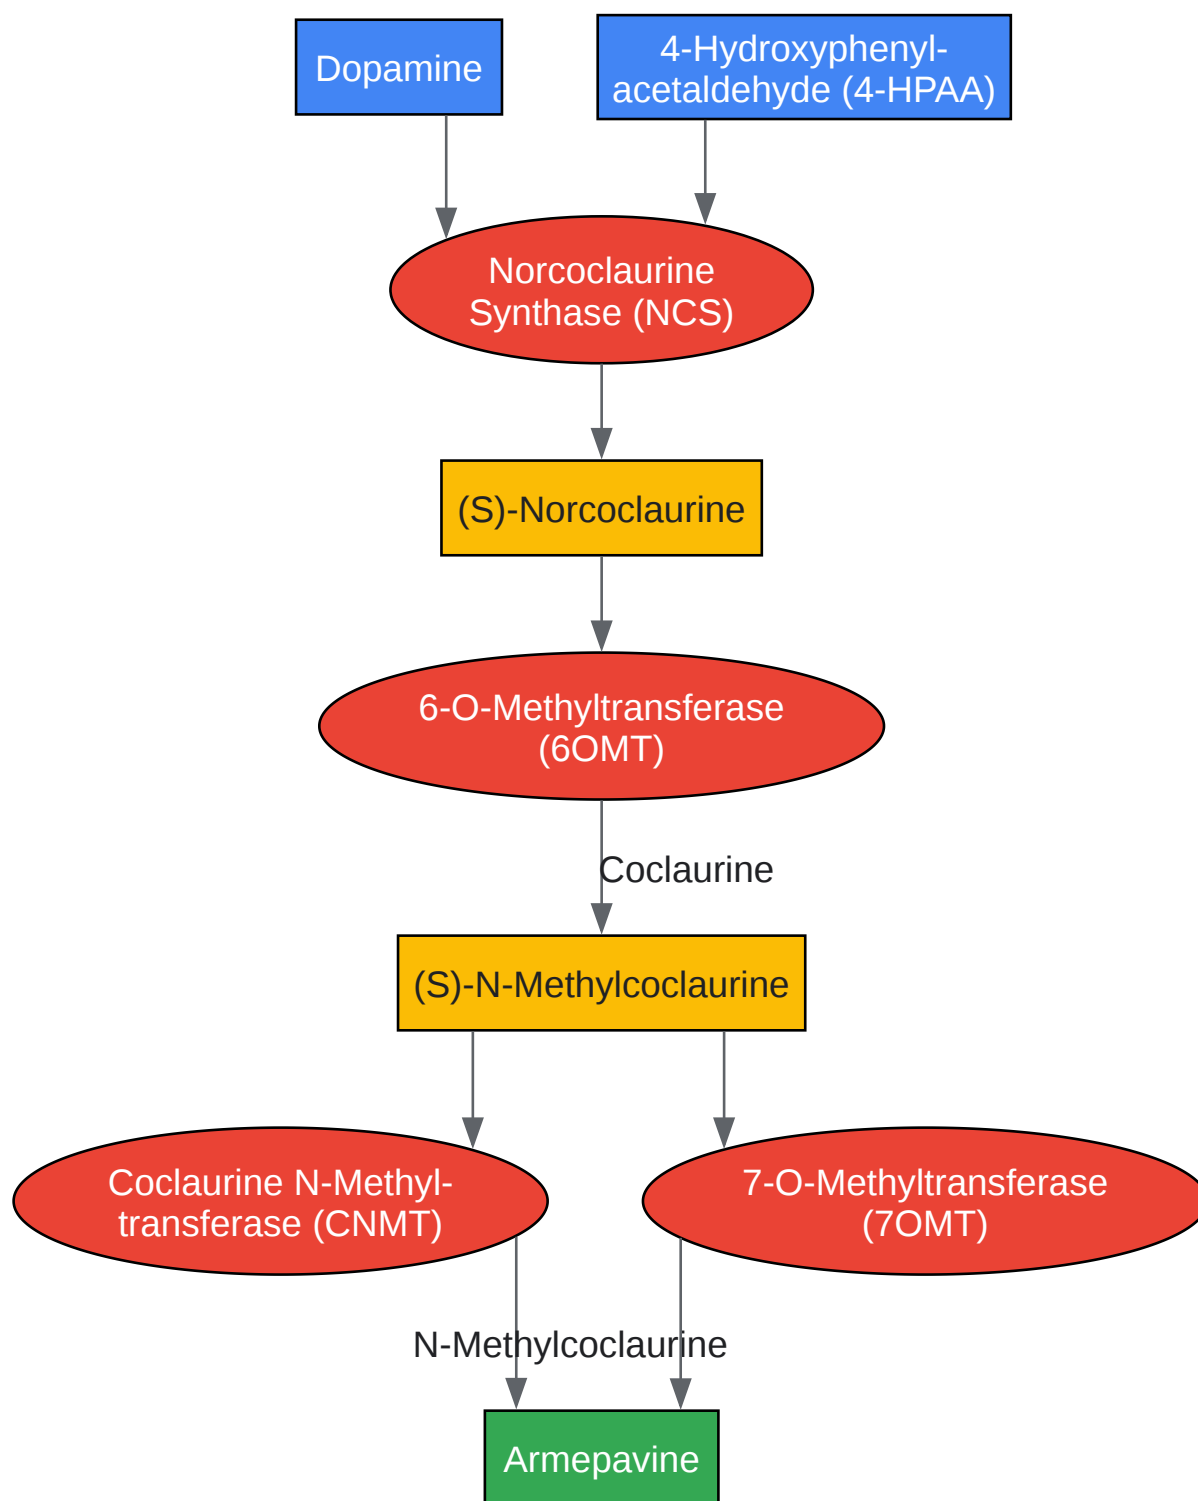 Dopamine
4-Hydroxyphenyl-
acetaldehyde (4-HPAA)
Norcoclaurine
Synthase (NCS)
(S)-Norcoclaurine
6-O-Methyltransferase
(6OMT)
Coclaurine
(S)-N-Methylcoclaurine
Coclaurine N-Methyl-
transferase (CNMT)
7-O-Methyltransferase
(7OMT)
N-Methylcoclaurine
Armepavine